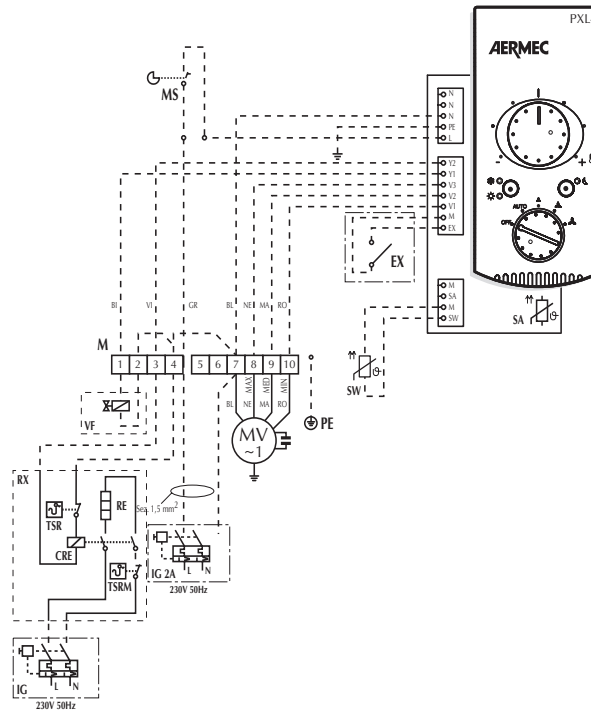 PXL
AERMEC
MS
N
N
N
PE
L
- +
Y2
Y1
V3
V2
V1
M
EX
AUTO
OFF
EX
M
SA
M
SW
SA
SW
BI
VI
GR
BL
NE
MA
RO
M
1 2 3 4 5 6 7 8 9 10
MAX
MED
MIN
BL
NE
MA
RO
VF
MV
~1
PE
RX
TSR
RE
CRE
TSRM
Sez. 1,5 mm²
IG 2A
L N
230V 50Hz
IG
L N
230V 50Hz